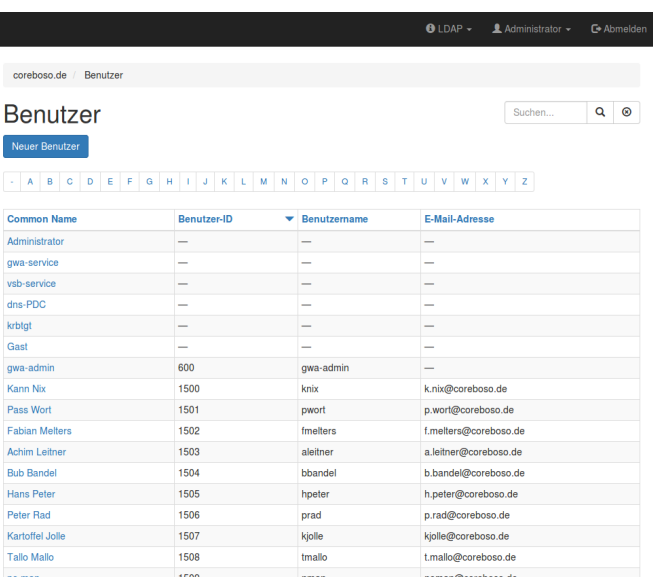 LDAP Administrator Abmelden
coreboso.de / Benutzer
Benutzer
Suchen...
Neuer Benutzer
- A B C D E F G H I J K L M N O P Q R S T U V W X Y Z
Common Name Benutzer-ID Benutzername E-Mail-Adresse
Administrator — — —
gwa-service — — —
vsb-service — — —
dns-PDC — — —
krbtgt — — —
Gast — — —
gwa-admin 600 gwa-admin —
Kann Nix 1500 knix k.nix@coreboso.de
Pass Wort 1501 pwort p.wort@coreboso.de
Fabian Melters 1502 fmelters f.melters@coreboso.de
Achim Leitner 1503 aleitner a.leitner@coreboso.de
Bub Bandel 1504 bbandel b.bandel@coreboso.de
Hans Peter 1505 hpeter h.peter@coreboso.de
Peter Rad 1506 prad p.rad@coreboso.de
Kartoffel Jolle 1507 kjolle kjolle@coreboso.de
Tallo Mallo 1508 tmallo t.mallo@coreboso.de
1509